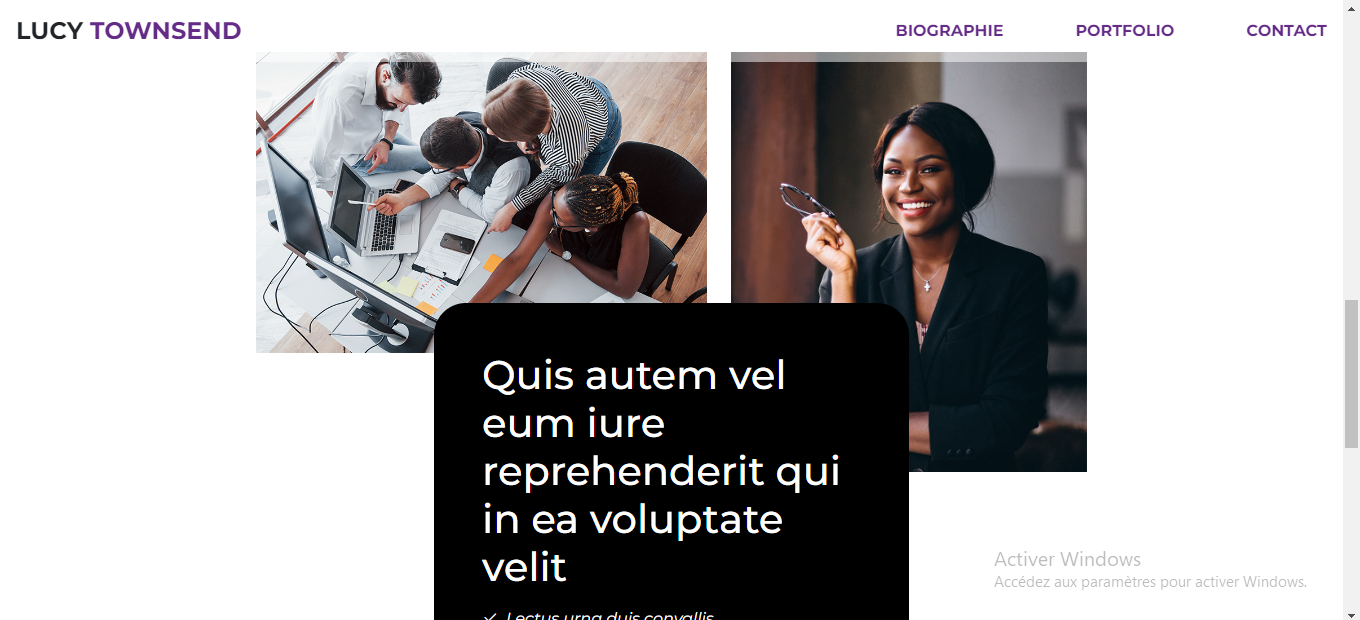 LUCY TOWNSEND
BIOGRAPHIE
PORTFOLIO
CONTACT
Quis autem vel
eum iure
reprehenderit qui
in ea voluptate
velit
Lectus urna duis convallis
Activer Windows
Accédez aux paramètres pour activer Windows.